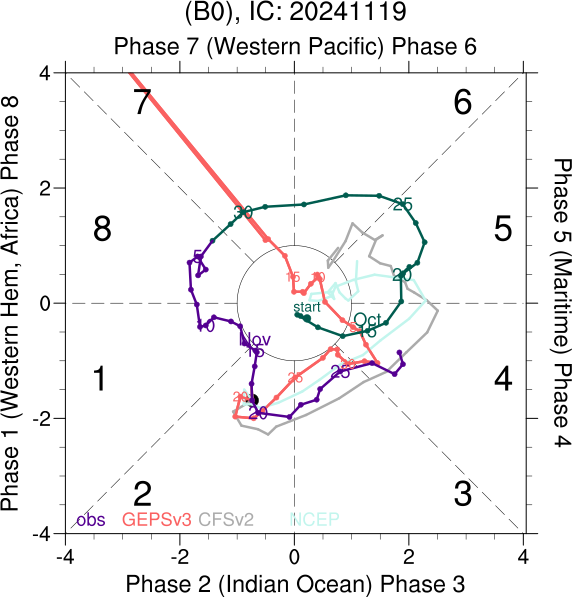 (B0), IC: 20241119
Phase 7 (Western Pacific) Phase 6
Phase 1 (Western Hem, Africa) Phase 8
Phase 5 (Maritime) Phase 4
4
2
0
-2
-4
7
6
8
5
1
4
2
3
30
25
5
20
15
start
Oct
5
Nov
15
25
25
20
20
obs GEPSv3 CFSv2 NCEP
-4 -2 0 2 4
Phase 2 (Indian Ocean) Phase 3